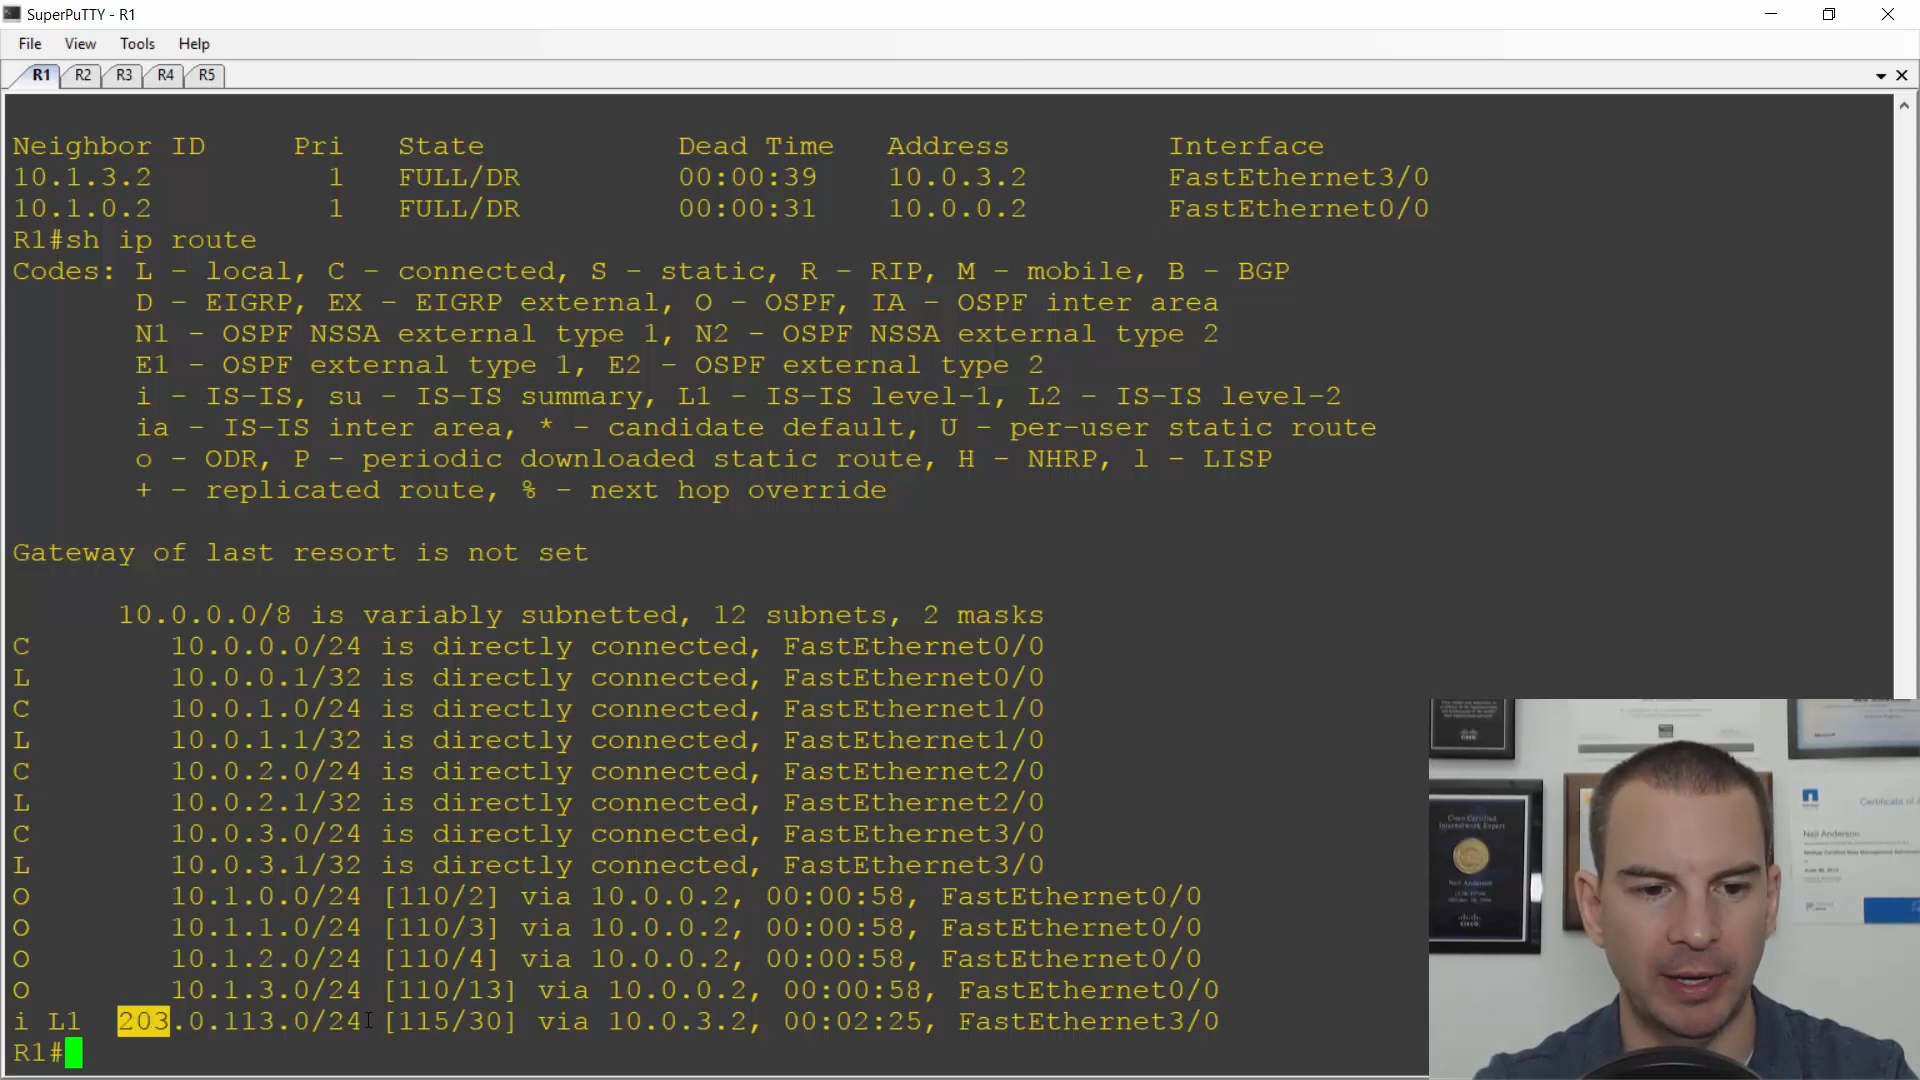 SuperPuTTY - R1
File View Tools Help
R1 R2 R3 R4 R5
Neighbor ID     Pri   State           Dead Time   Address         Interface
10.1.3.2          1   FULL/DR         00:00:39    10.0.3.2        FastEthernet3/0
10.1.0.2          1   FULL/DR         00:00:31    10.0.0.2        FastEthernet0/0
R1#sh ip route
Codes: L - local, C - connected, S - static, R - RIP, M - mobile, B - BGP
       D - EIGRP, EX - EIGRP external, O - OSPF, IA - OSPF inter area
       N1 - OSPF NSSA external type 1, N2 - OSPF NSSA external type 2
       E1 - OSPF external type 1, E2 - OSPF external type 2
       i - IS-IS, su - IS-IS summary, L1 - IS-IS level-1, L2 - IS-IS level-2
       ia - IS-IS inter area, * - candidate default, U - per-user static route
       o - ODR, P - periodic downloaded static route, H - NHRP, l - LISP
       + - replicated route, % - next hop override
Gateway of last resort is not set
      10.0.0.0/8 is variably subnetted, 12 subnets, 2 masks
C        10.0.0.0/24 is directly connected, FastEthernet0/0
L        10.0.0.1/32 is directly connected, FastEthernet0/0
C        10.0.1.0/24 is directly connected, FastEthernet1/0
L        10.0.1.1/32 is directly connected, FastEthernet1/0
C        10.0.2.0/24 is directly connected, FastEthernet2/0
L        10.0.2.1/32 is directly connected, FastEthernet2/0
C        10.0.3.0/24 is directly connected, FastEthernet3/0
L        10.0.3.1/32 is directly connected, FastEthernet3/0
O        10.1.0.0/24 [110/2] via 10.0.0.2, 00:00:58, FastEthernet0/0
O        10.1.1.0/24 [110/3] via 10.0.0.2, 00:00:58, FastEthernet0/0
O        10.1.2.0/24 [110/4] via 10.0.0.2, 00:00:58, FastEthernet0/0
O        10.1.3.0/24 [110/13] via 10.0.0.2, 00:00:58, FastEthernet0/0
i L1  203.0.113.0/24 [115/30] via 10.0.3.2, 00:02:25, FastEthernet3/0
R1#
Cisco Certified
Internetwork Expert
Neil Anderson
Certificate of
Neil Anderson